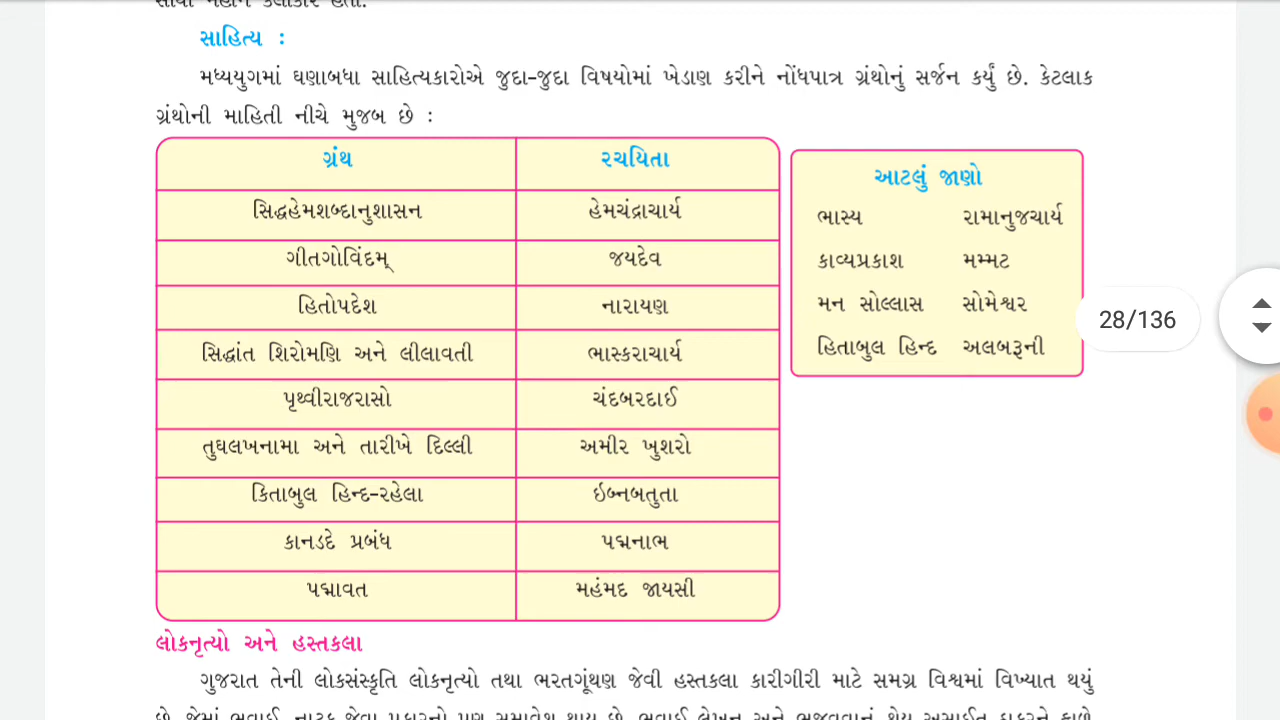 સાહિત્ય :
મધ્યયુગમાં ઘણાબધા સાહિત્યકારોએ જુદા-જુદા વિષયોમાં ખેડાણ કરીને નોંધપાત્ર ગ્રંથોનું સર્જન કર્યું છે. કેટલાક
ગ્રંથોની માહિતી નીચે મુજબ છે :
ગ્રંથ રચયિતા
સિદ્ધહેમશબ્દાનુશાસન હેમચંદ્રાચાર્ય
ગીતગોવિંદમ્ જયદેવ
હિતોપદેશ નારાયણ
સિદ્ધાંત શિરોમણિ અને લીલાવતી ભાસ્કરાચાર્ય
પૃથ્વીરાજરાસો ચંદબરદાઈ
તુઘલખનામા અને તારીખે દિલ્લી અમીર ખુશરો
કિતાબુલ હિન્દ-રહેલા ઇબ્નબતુતા
કાનડદે પ્રબંધ પદ્મનાભ
પદ્માવત મહંમદ જાયસી
આટલું જાણો
ભાસ્ય રામાનુજચાર્ય
કાવ્યપ્રકાશ મમ્મટ
મન સોલ્લાસ સોમેશ્વર
હિતાબુલ હિન્દ અલબરૂની
28/136
લોકનૃત્યો અને હસ્તકલા
ગુજરાત તેની લોકસંસ્કૃતિ લોકનૃત્યો તથા ભરતગૂંથણ જેવી હસ્તકલા કારીગીરી માટે સમગ્ર વિશ્વમાં વિખ્યાત થયું